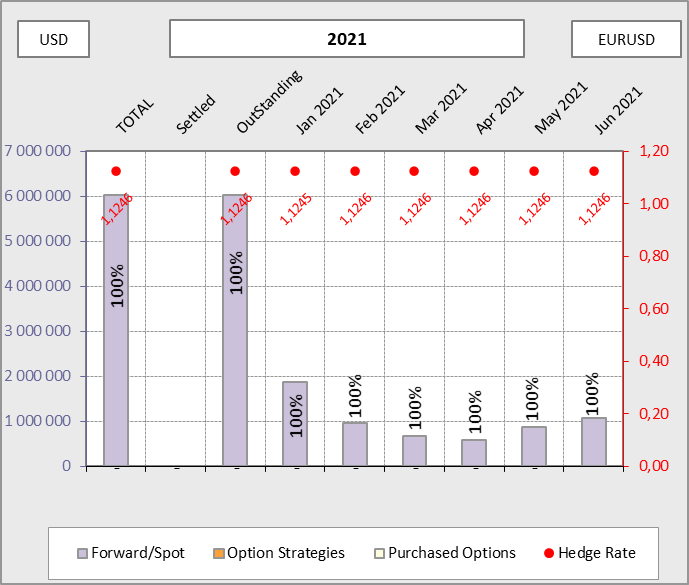 USD
2021
EURUSD
TOTAL
Settled
OutStanding
Jan 2021
Feb 2021
Mar 2021
Apr 2021
May 2021
Jun 2021
7 000 000
6 000 000
5 000 000
4 000 000
3 000 000
2 000 000
1 000 000
0
1,20
1,00
0,80
0,60
0,40
0,20
0,00
1,1246
1,1246
1,1245
1,1246
1,1246
1,1246
1,1246
1,1246
100%
100%
100%
100%
100%
100%
100%
100%
Forward/Spot
Option Strategies
Purchased Options
Hedge Rate